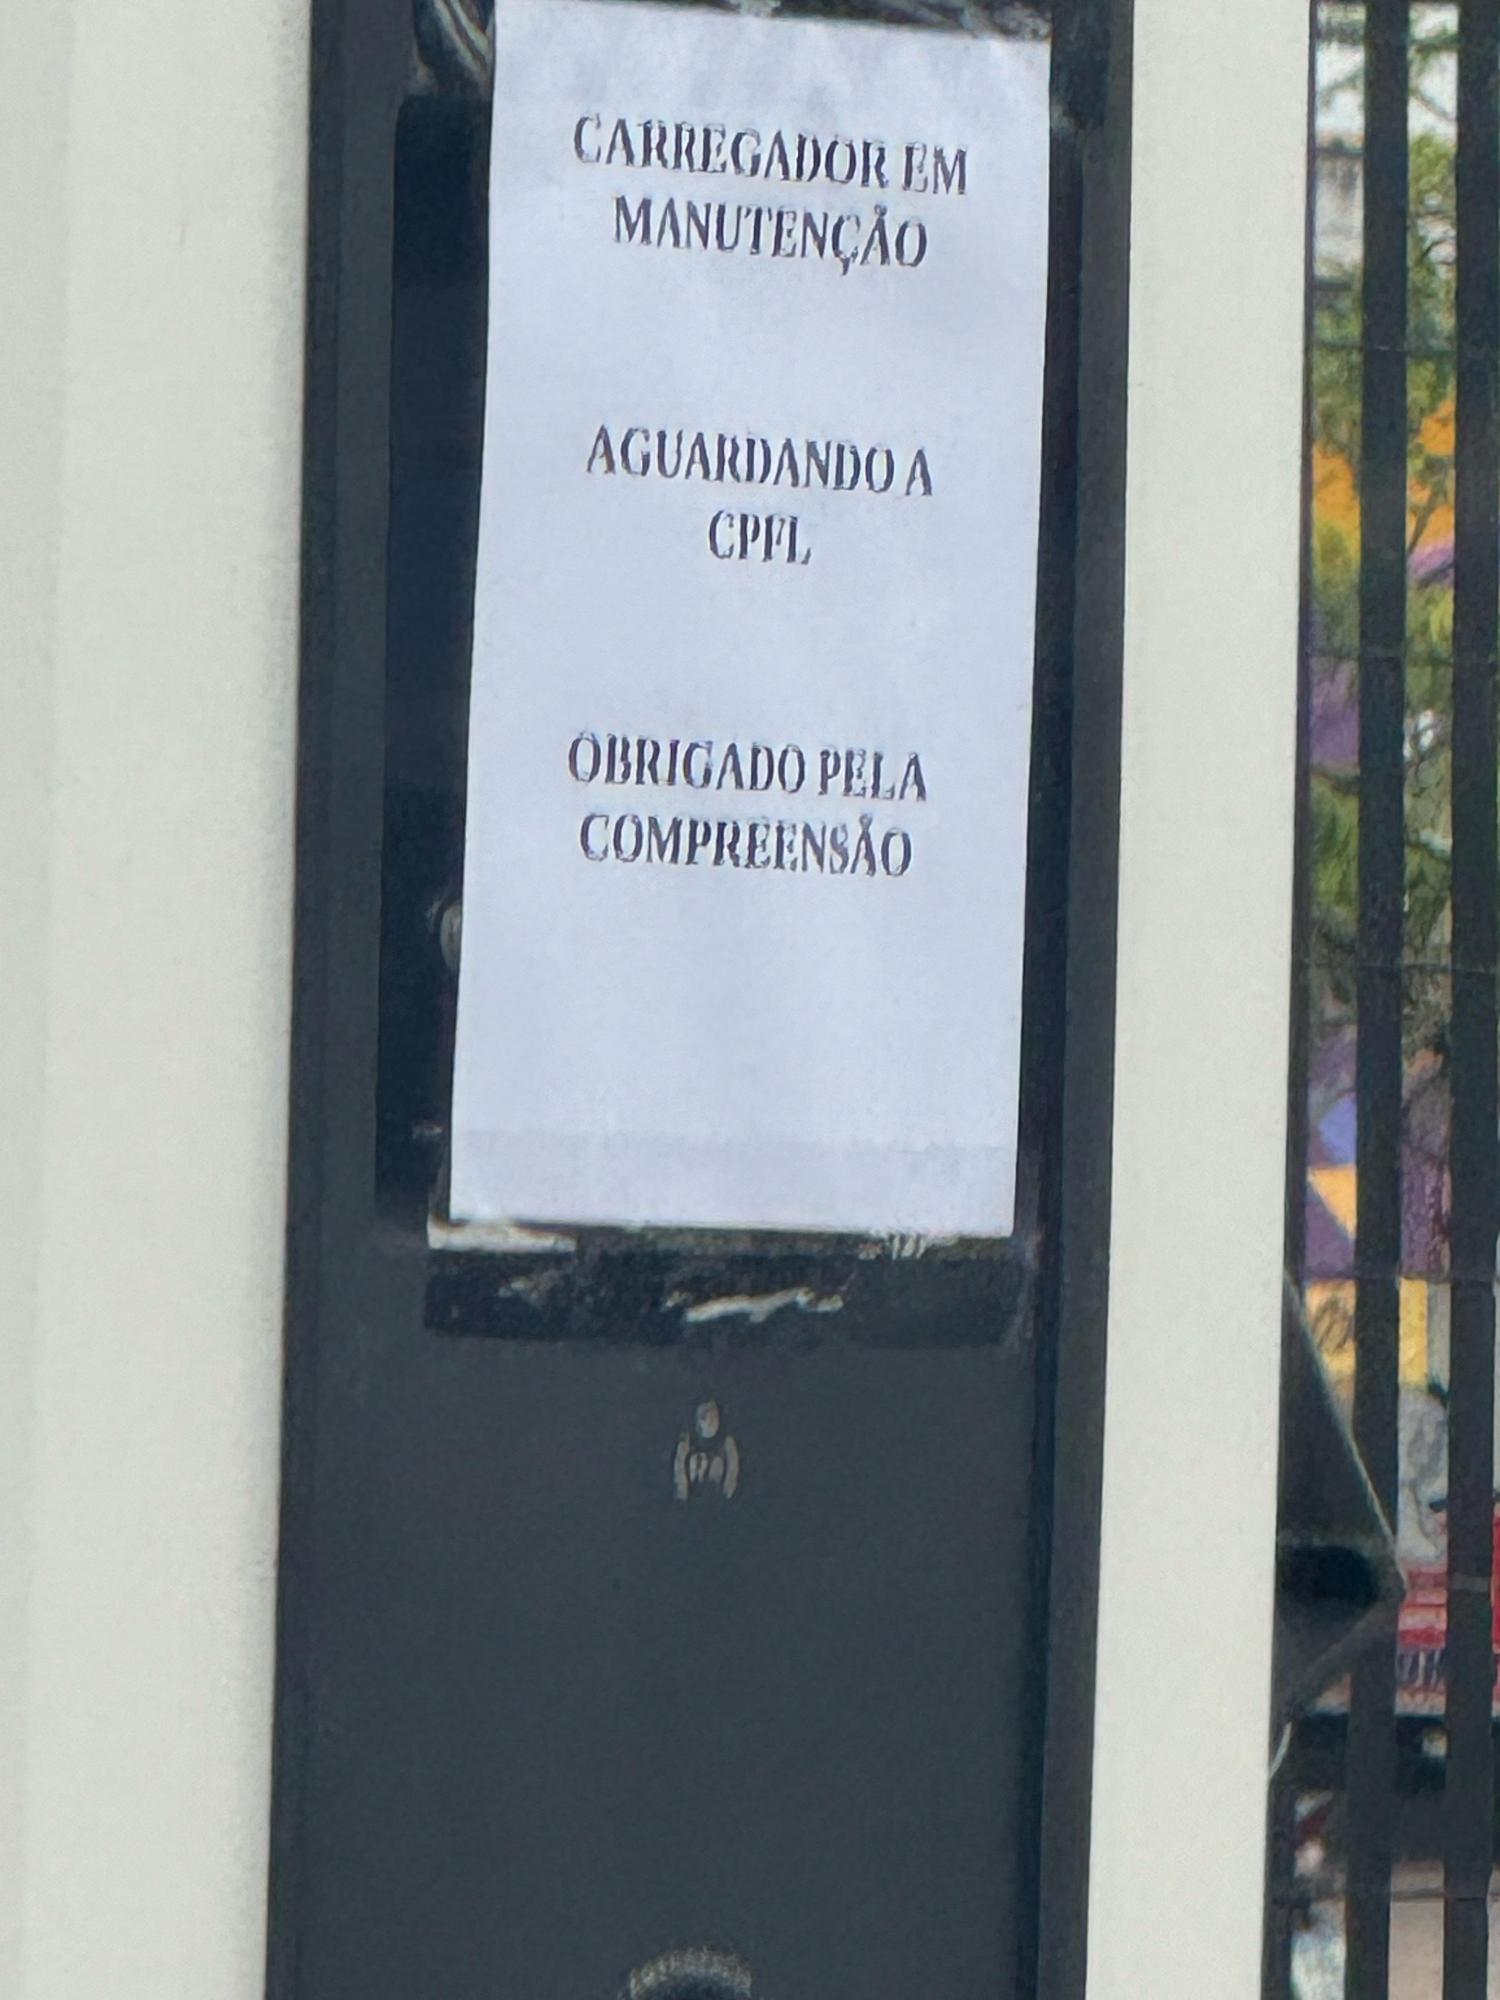 CARREGADOR EM
MANUTENÇÃO
AGUARDANDO A
CPFL
OBRIGADO PELA
COMPREENSÃO